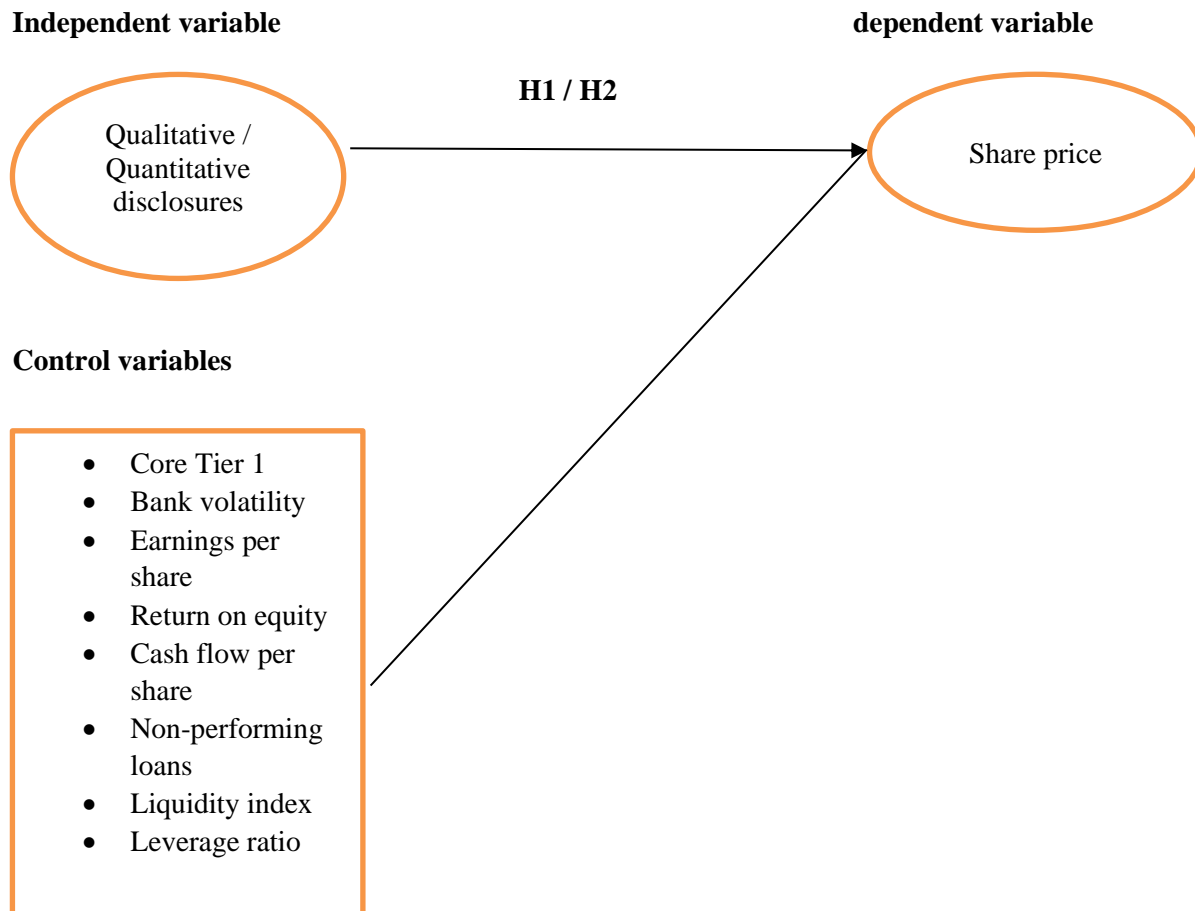 Independent variable
dependent variable
H1 / H2
Qualitative /
Quantitative
disclosures
Share price
Control variables
• Core Tier 1
• Bank volatility
• Earnings per
share
• Return on equity
• Cash flow per
share
• Non-performing
loans
• Liquidity index
• Leverage ratio